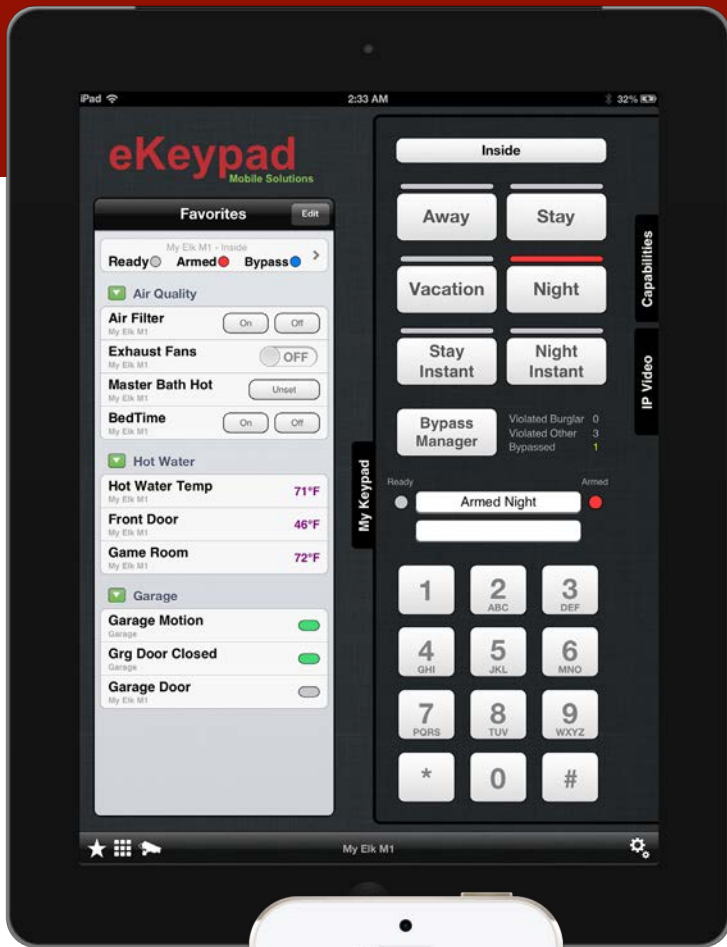 iPad
2:33 AM
32%
eKeypad
Mobile Solutions
Favorites
Edit
My Elk M1 - Inside
Ready Armed Bypass
Air Quality
Air Filter
My Elk M1
On Off
Exhaust Fans
My Elk M1
OFF
Master Bath Hot
My Elk M1
Unset
BedTime
My Elk M1
On Off
Hot Water
Hot Water Temp
My Elk M1
71°F
Front Door
My Elk M1
46°F
Game Room
My Elk M1
72°F
Garage
Garage Motion
Garage
Grg Door Closed
Garage
Garage Door
My Elk M1
My Keypad
Inside
Away Stay
Vacation Night
Stay Instant
Night Instant
Bypass Manager
Violated Burglar 0
Violated Other 3
Bypassed 1
Ready
Armed
Armed Night
1
2 ABC
3 DEF
4 GHI
5 JKL
6 MNO
7 PQRS
8 TUV
9 WXYZ
*
0
#
Capabilities
IP Video
My Elk M1